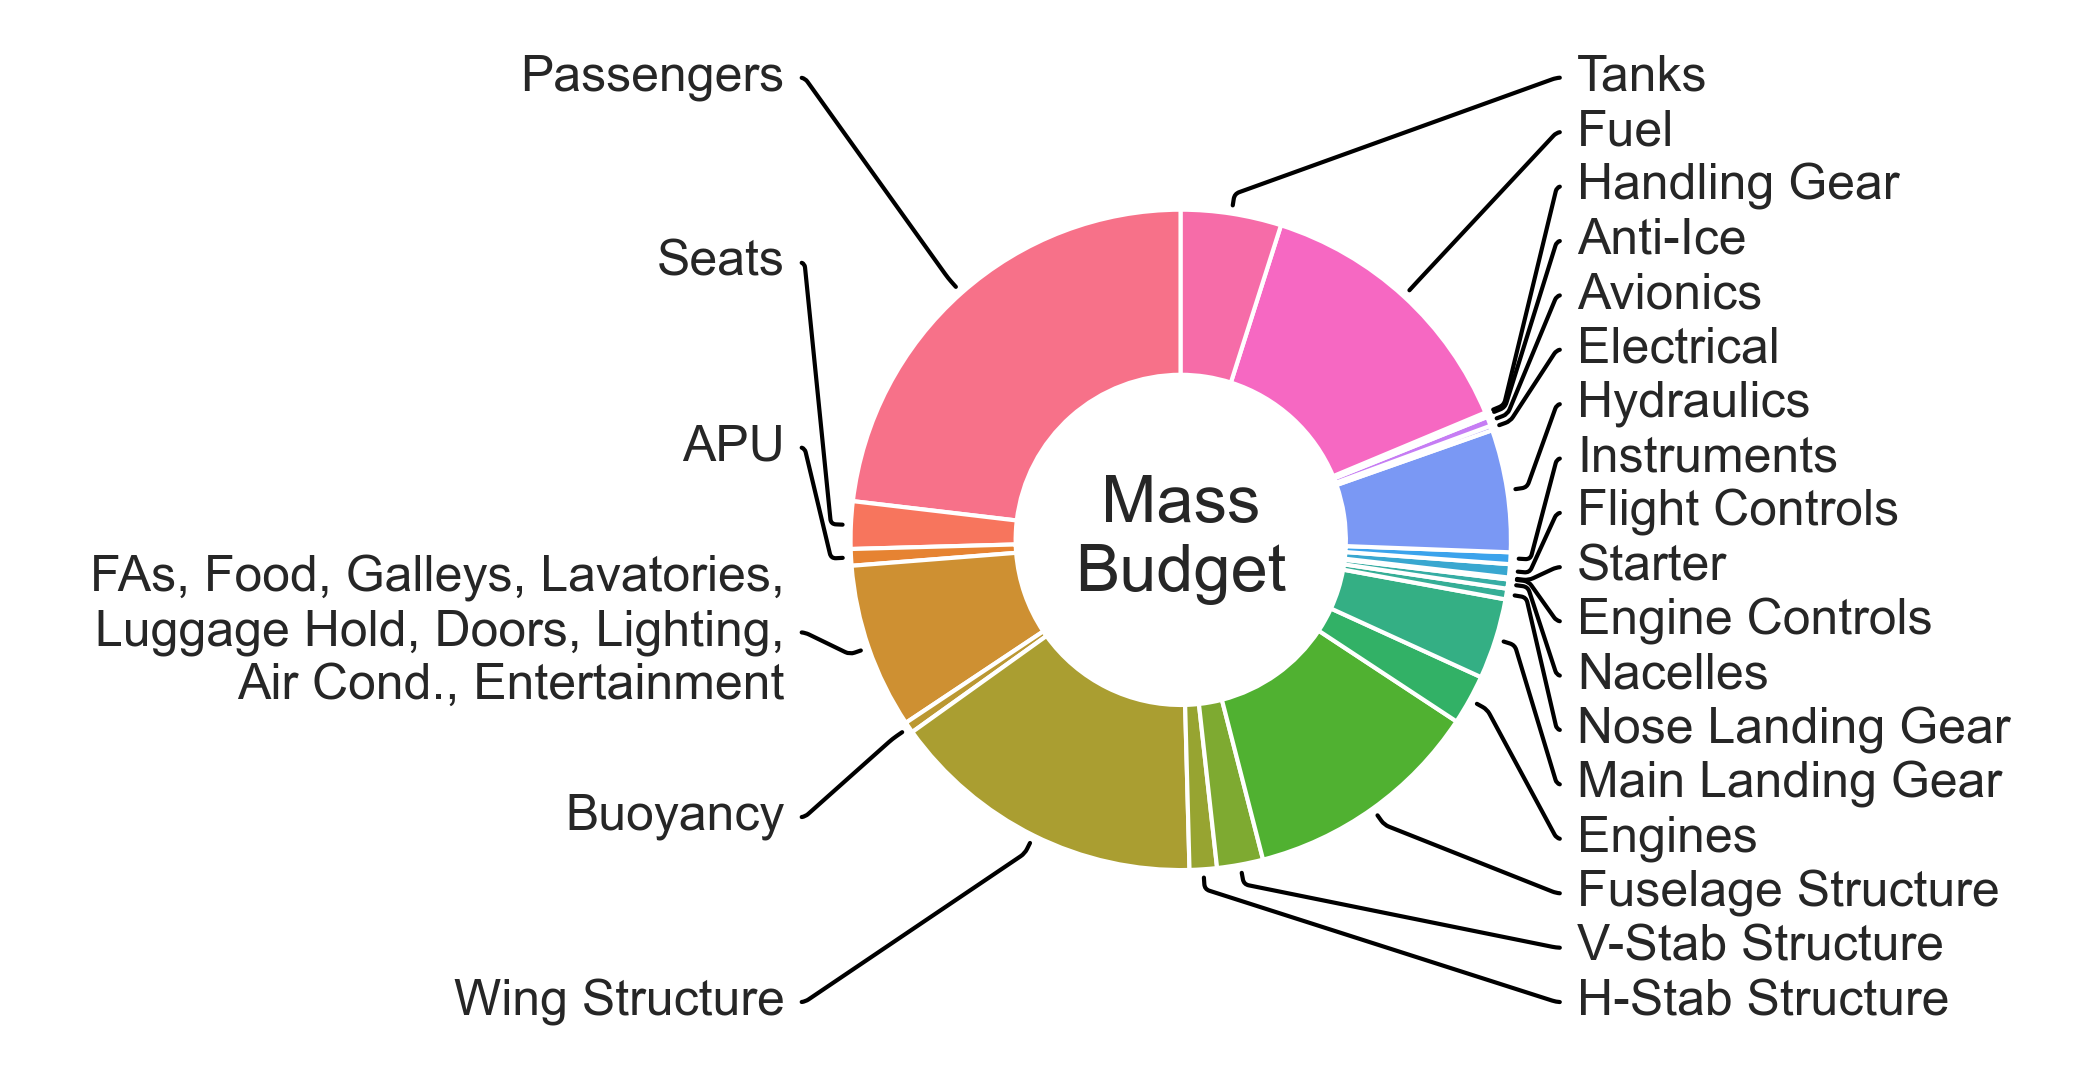 Passengers
Seats
APU
FAs, Food, Galleys, Lavatories,
Luggage Hold, Doors, Lighting,
Air Cond., Entertainment
Buoyancy
Wing Structure
Mass
Budget
Tanks
Fuel
Handling Gear
Anti-Ice
Avionics
Electrical
Hydraulics
Instruments
Flight Controls
Starter
Engine Controls
Nacelles
Nose Landing Gear
Main Landing Gear
Engines
Fuselage Structure
V-Stab Structure
H-Stab Structure